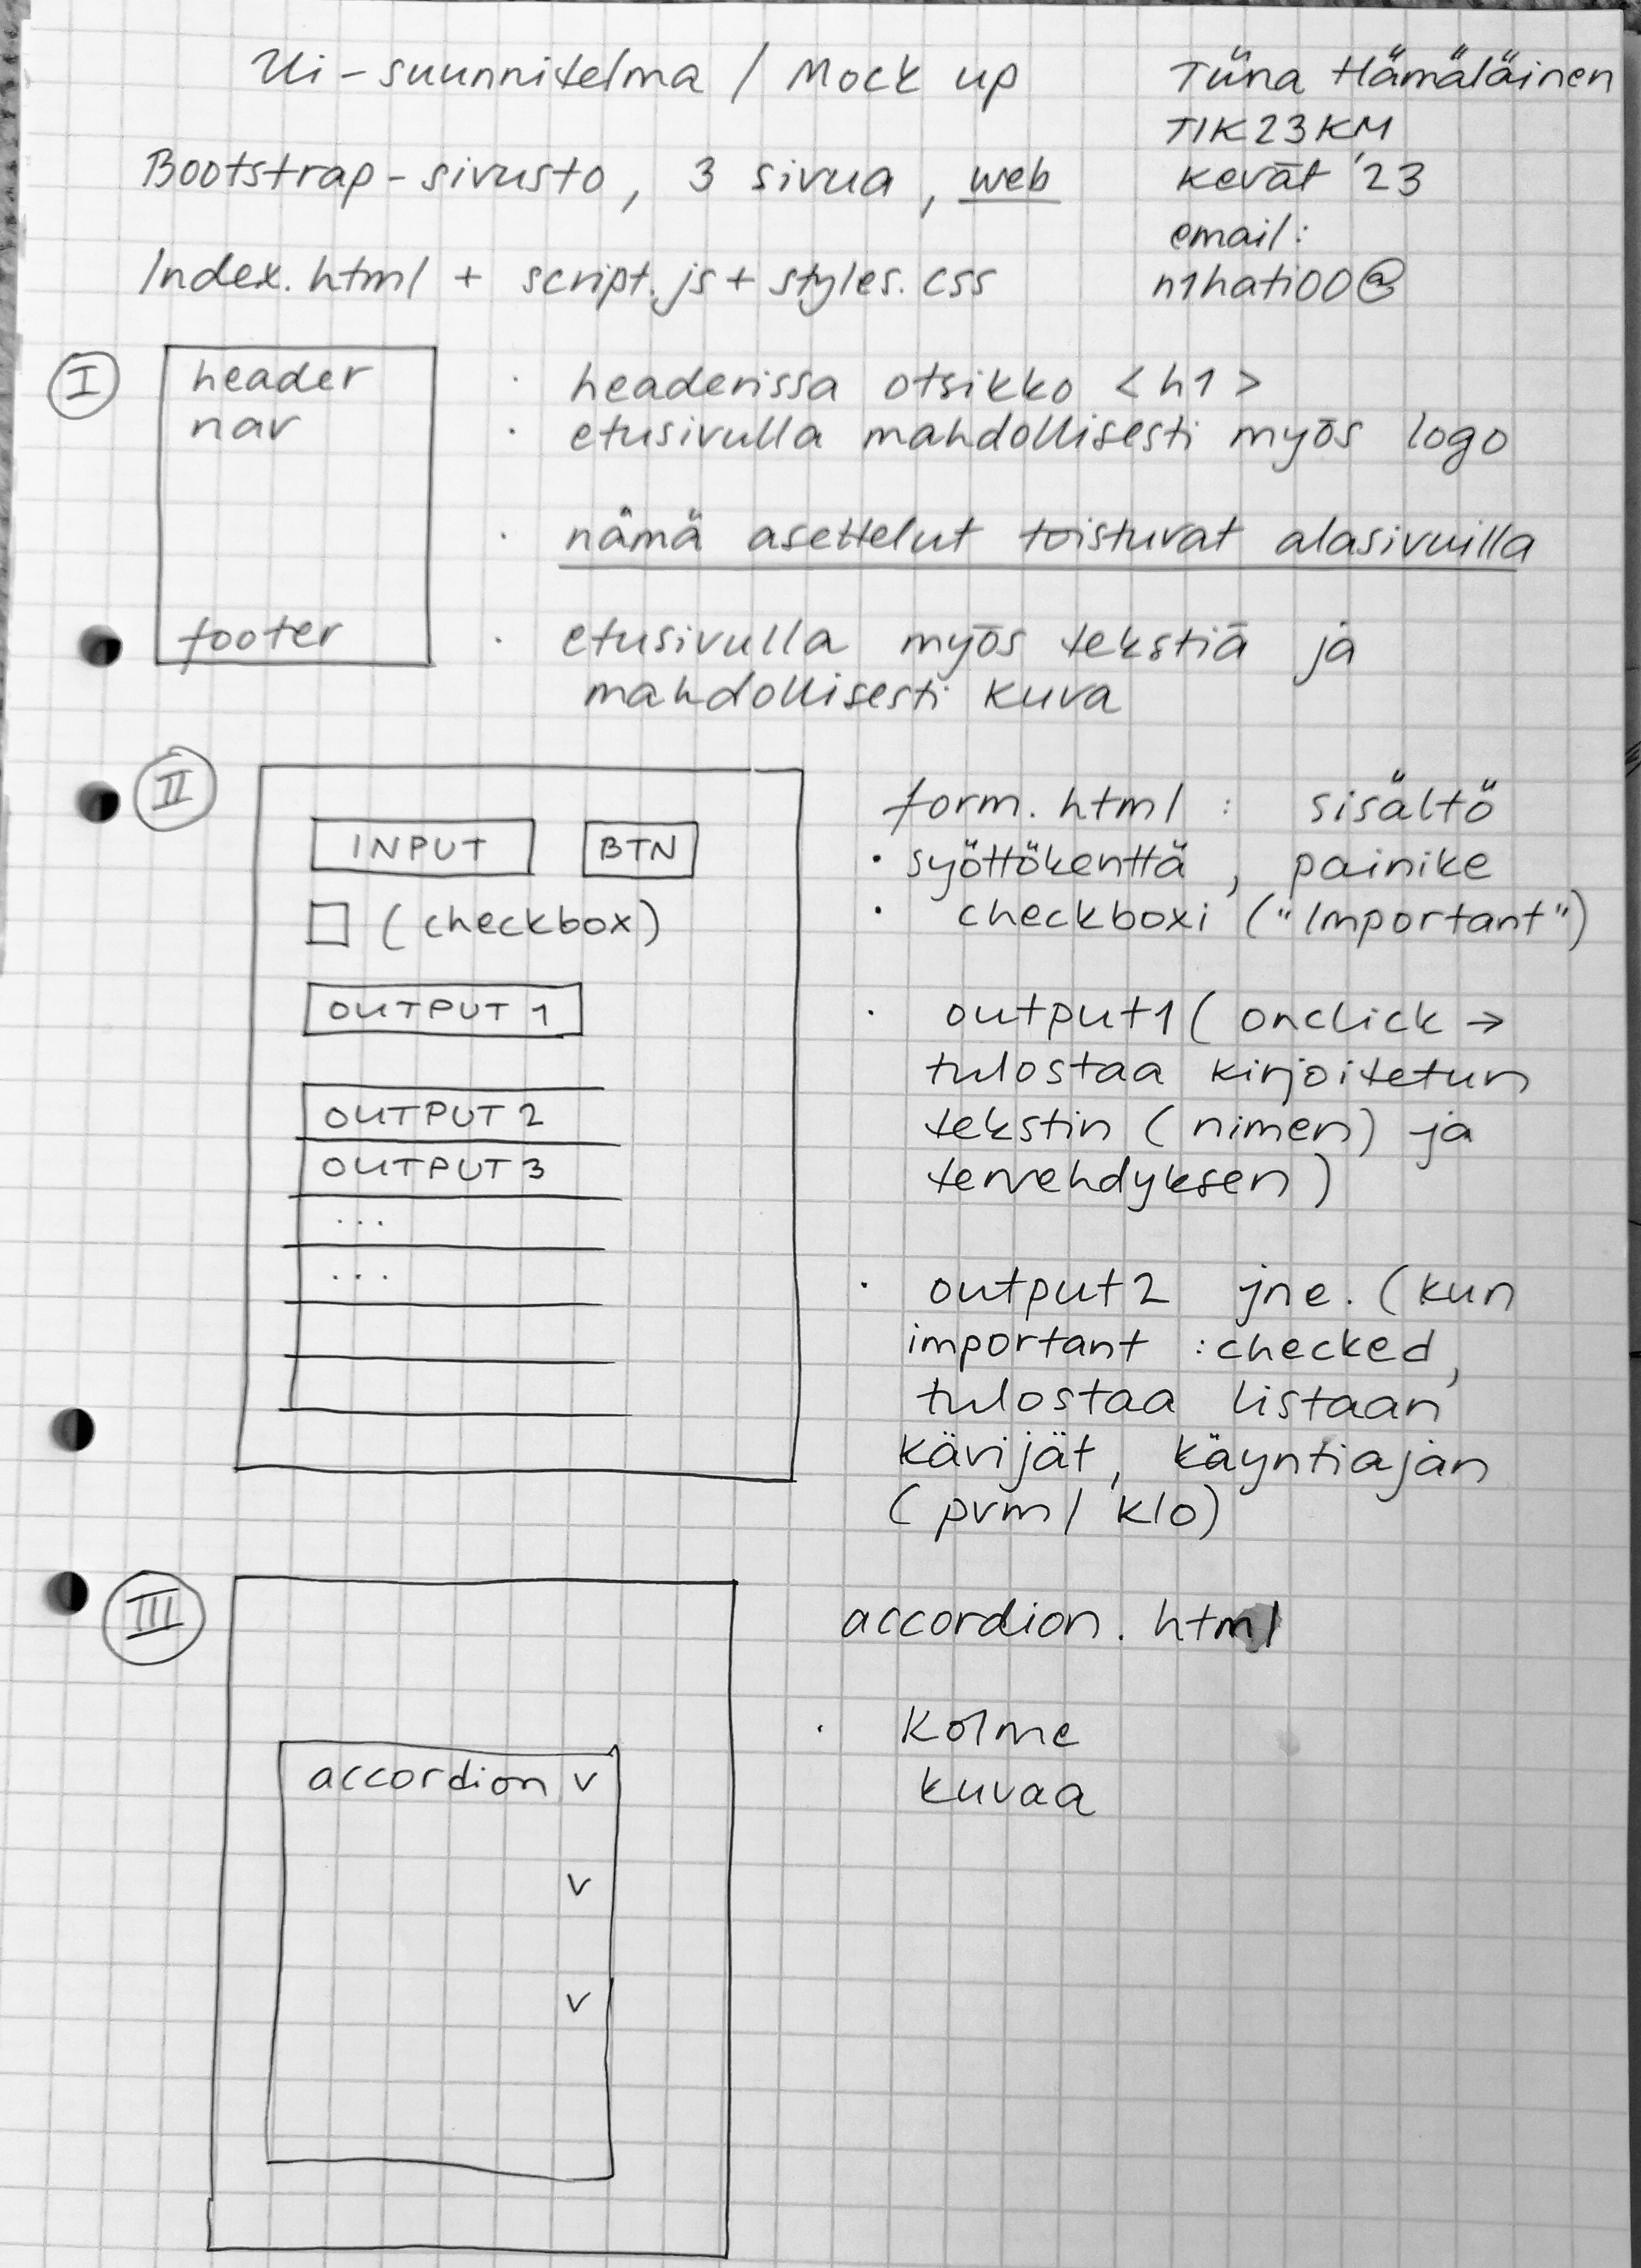 Ui-suunnitelma / Mock up
Tiina Hämäläinen
TIK23KM
kevät '23
email:
n1hati00@
Bootstrap-sivusto, 3 sivua, web
Index.html + script.js + styles.css
I
header
nav
footer
· headerissa otsikko <h1>
· etusivulla mahdollisesti myös logo
· nämä asettelut toistuvat alasivuilla
· etusivulla myös tekstiä ja
mahdollisesti kuva
II
INPUT BTN
(checkbox)
OUTPUT 1
OUTPUT 2
OUTPUT 3
...
...
form.html : sisältö
· syöttökenttä, painike
· checkboxi ("Important")
· output1 (onclick →
tulostaa kirjoitetun
tekstin (nimen) ja
tervehdyksen)
· output2 jne. (kun
important :checked,
tulostaa listaan
kävijät, käyntiajan
(pvm / klo)
III
accordion v
v
v
accordion.html
· Kolme
kuvaa